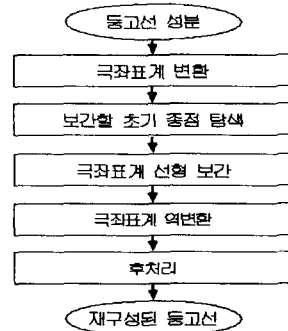 등고선 성분
극좌표계 변환
보간할 초기 종점 탐색
극좌표계 선형 보간
극좌표계 역변환
후처리
재구성된 등고선